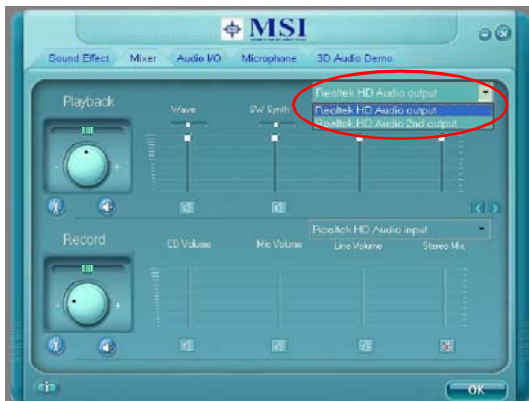 MSI
Sound Effect Mixer Audio I/O Microphone 3D Audio Demo
Realtek HD Audio output
Playback
Wave SW Synth
Realtek HD Audio output
Realtek HD Audio 2nd output
Realtek HD Audio input
Record
CD Volume Mic Volume Line Volume Stereo Mix
OK